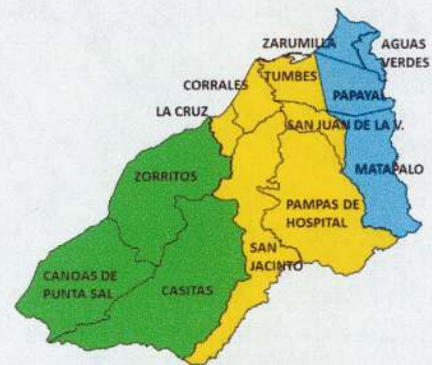 ZARUMILLA
AGUAS
VERDES
TUMBES
CORRALES
PAPAYAL
LA CRUZ
SAN JUAN DE LA V.
ZORRITOS
MATAPALO
PAMPAS DE
HOSPITAL
SAN
JACINTO
CANOAS DE
PUNTA SAL
CASITAS